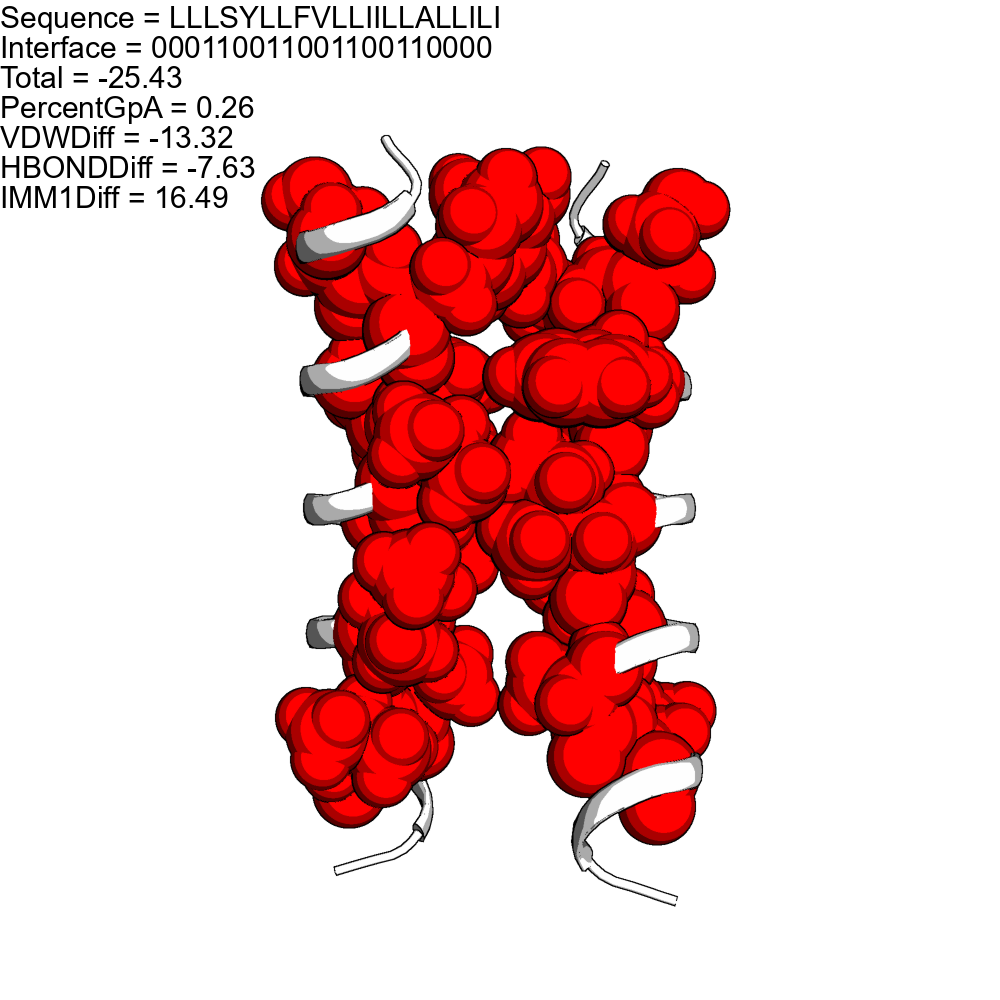 Sequence = LLLSYLLFVLLIILLALLILI
Interface = 000110011001100110000
Total = -25.43
PercentGpA = 0.26
VDWDiff = -13.32
HBONDDiff = -7.63
IMM1Diff = 16.49